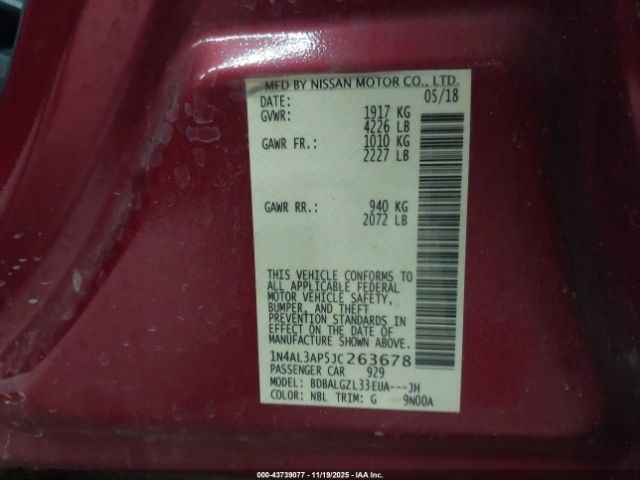 MFD BY NISSAN MOTOR CO., LTD.
DATE: 05/18
GVWR: 1917 KG
4226 LB
GAWR FR.: 1010 KG
2227 LB
GAWR RR.: 940 KG
2072 LB
THIS VEHICLE CONFORMS TO
ALL APPLICABLE FEDERAL
MOTOR VEHICLE SAFETY,
BUMPER, AND THEFT
PREVENTION STANDARDS IN
EFFECT ON THE DATE OF
MANUFACTURE SHOWN ABOVE.
1N4AL3AP5JC263678
PASSENGER CAR 929
MODEL: BDBALGZL33EUA---JH
COLOR: NBL TRIM: G 9N00A
000-43739077 - 11/19/2025 - IAA Inc.